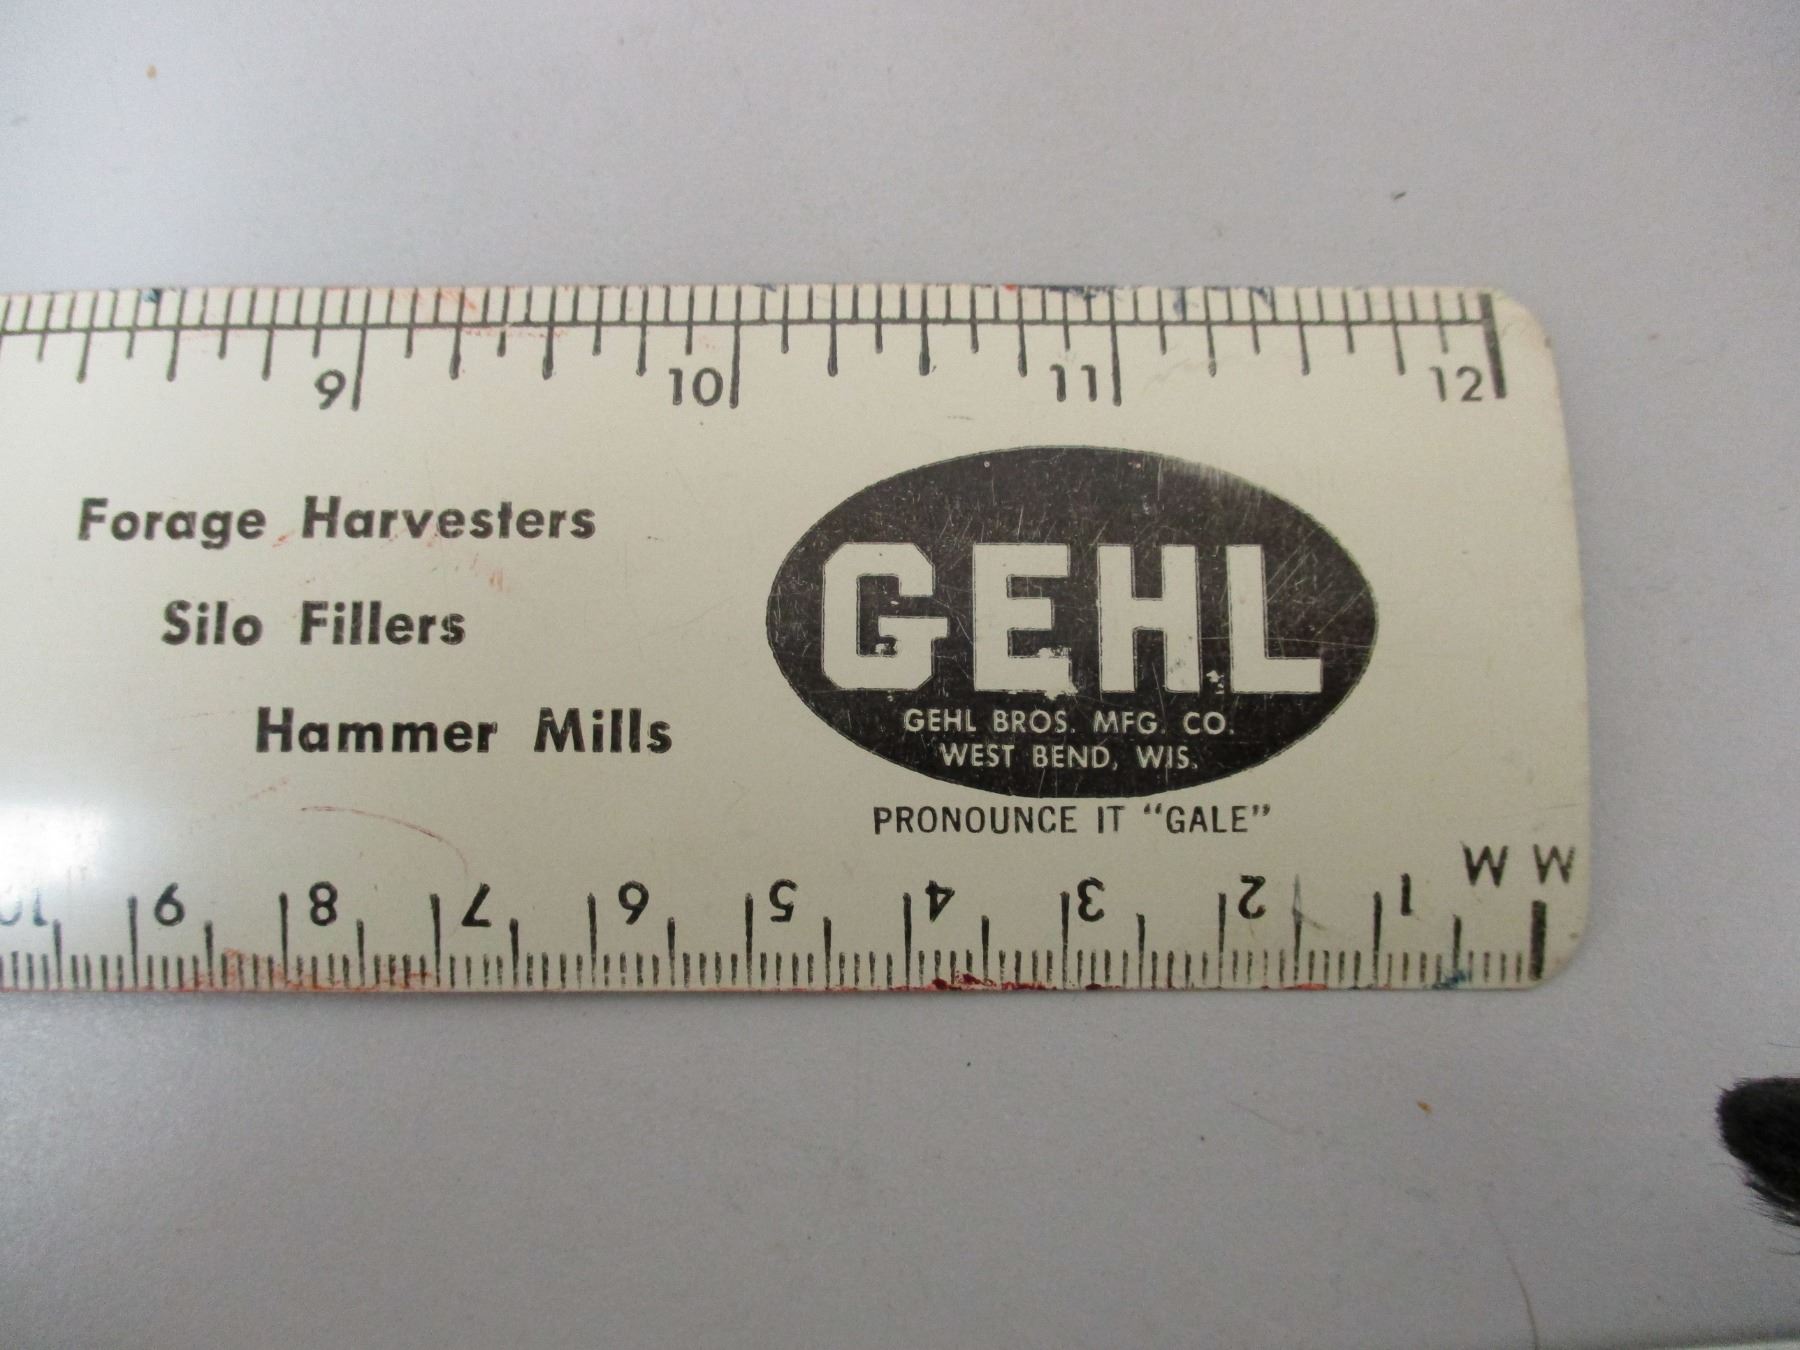 9 10 11 12
Forage Harvesters
Silo Fillers
Hammer Mills
GEHL
GEHL BROS. MFG. CO.
WEST BEND, WIS.
PRONOUNCE IT "GALE"
MM
10 9 8 7 6 5 4 3 2 1